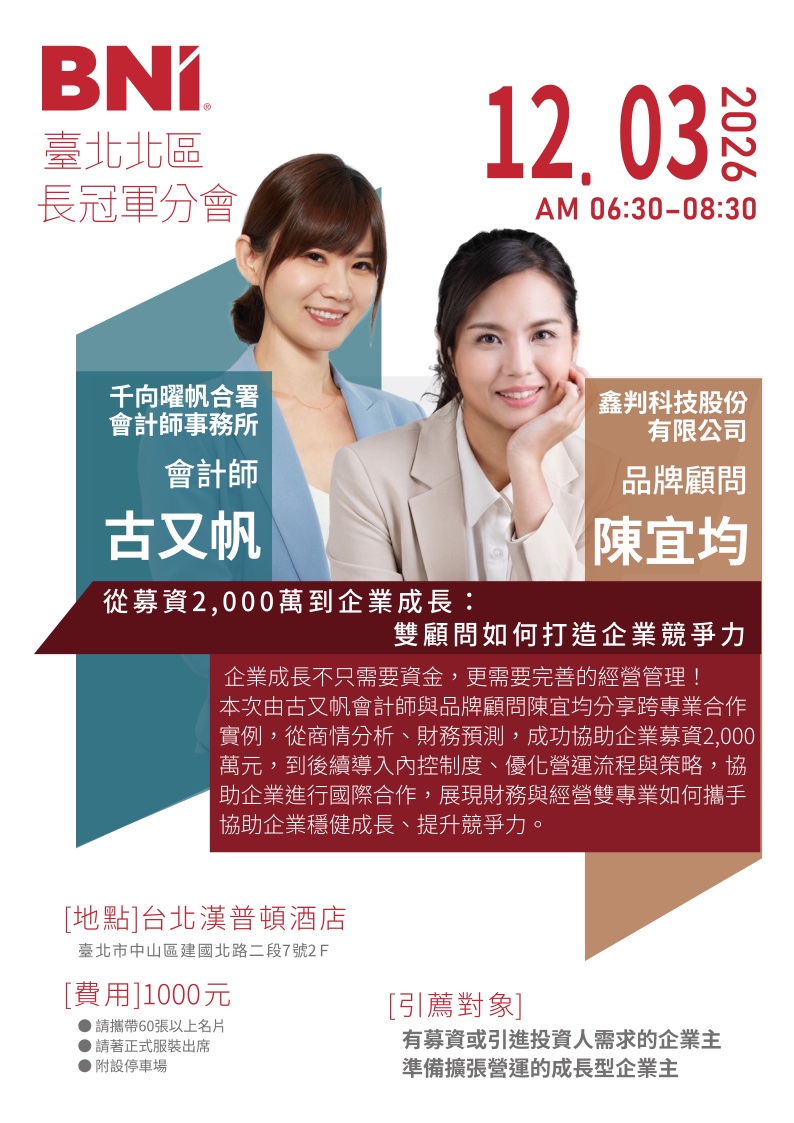 BNI®
臺北北區
長冠軍分會
12. 03 2026
AM 06:30-08:30
千向曜帆合署
會計師事務所
會計師
古又帆
鑫判科技股份
有限公司
品牌顧問
陳宜均
從募資2,000萬到企業成長：
雙顧問如何打造企業競爭力
企業成長不只需要資金，更需要完善的經營管理！
本次由古又帆會計師與品牌顧問陳宜均分享跨專業合作
實例，從商情分析、財務預測，成功協助企業募資2,000
萬元，到後續導入內控制度、優化營運流程與策略，協
助企業進行國際合作，展現財務與經營雙專業如何攜手
協助企業穩健成長、提升競爭力。
[地點]台北漢普頓酒店
臺北市中山區建國北路二段7號2F
[費用]1000元
● 請攜帶60張以上名片
● 請著正式服裝出席
● 附設停車場
[引薦對象]
有募資或引進投資人需求的企業主
準備擴張營運的成長型企業主